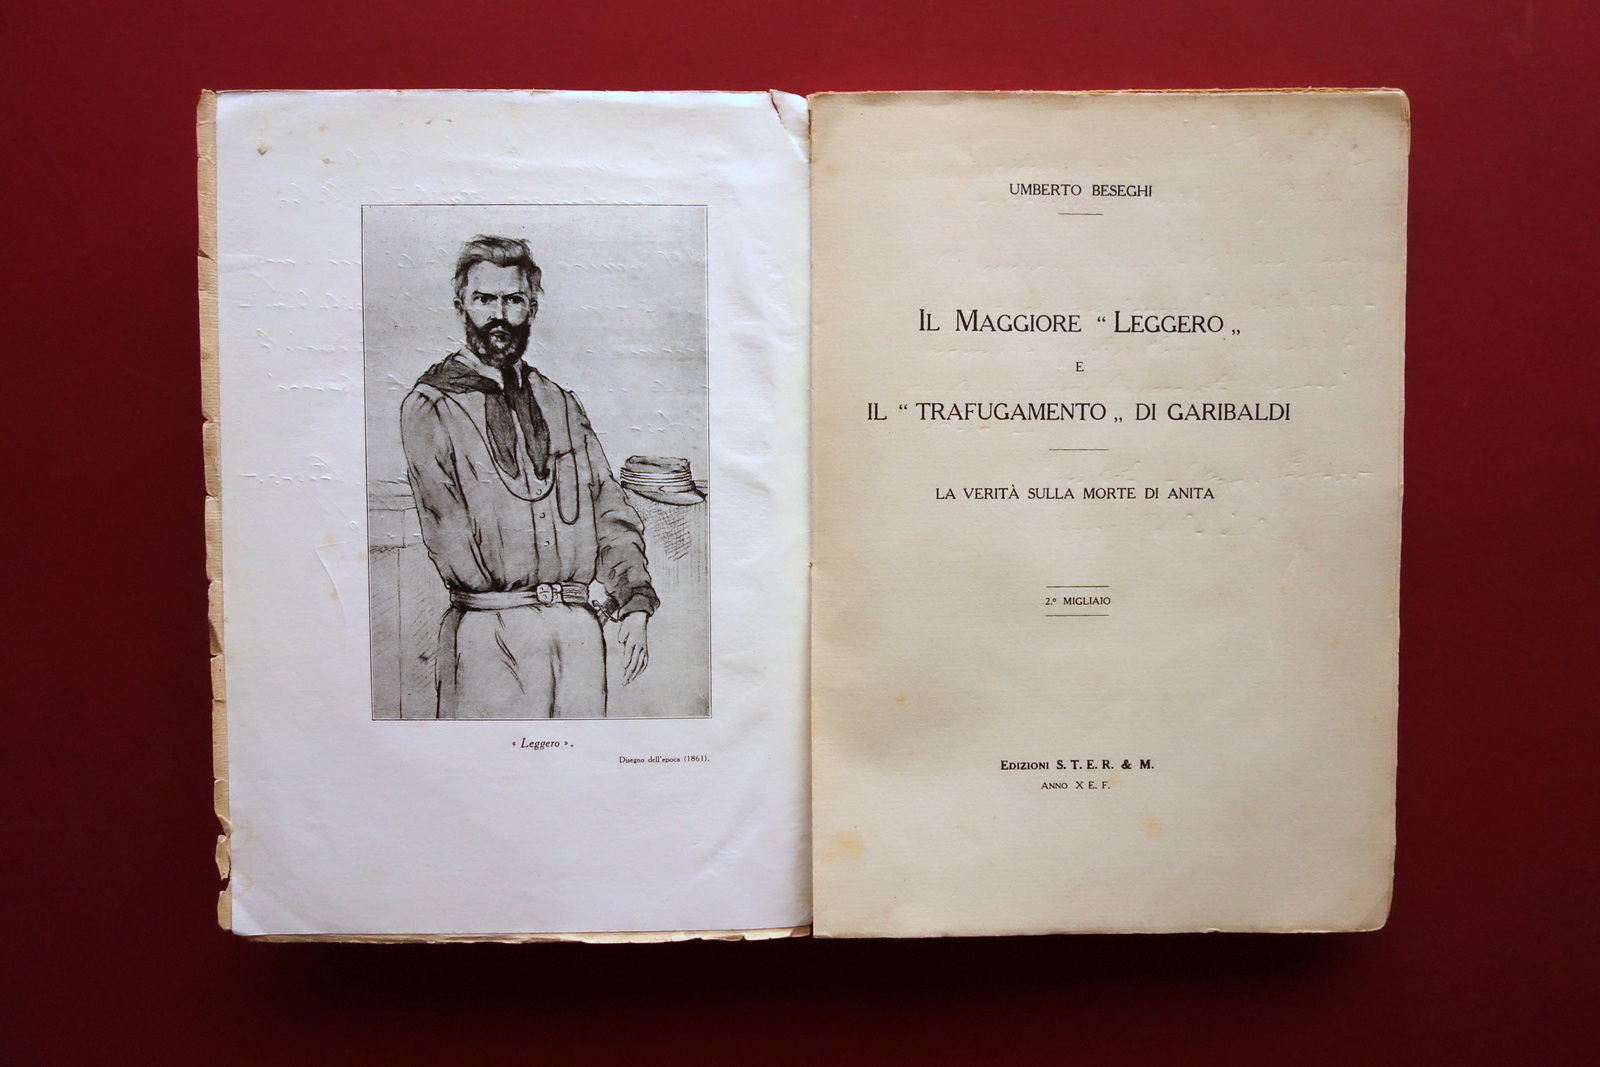 « Leggero ».
Disegno dell'epoca (1861).
UMBERTO BESEGHI
IL MAGGIORE “ LEGGERO „
E
IL “ TRAFUGAMENTO „ DI GARIBALDI
LA VERITÀ SULLA MORTE DI ANITA
2.º MIGLIAIO
EDIZIONI S. T. E. R. & M.
ANNO X E. F.